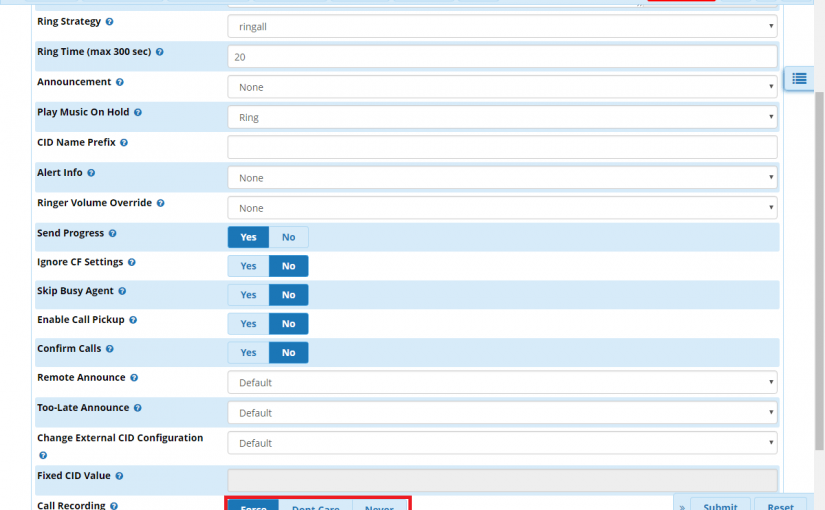 Ring Strategy
ringall
Ring Time (max 300 sec)
20
Announcement
None
Play Music On Hold
Ring
CID Name Prefix
Alert Info
None
Ringer Volume Override
None
Send Progress
Yes No
Ignore CF Settings
Yes No
Skip Busy Agent
Yes No
Enable Call Pickup
Yes No
Confirm Calls
Yes No
Remote Announce
Default
Too-Late Announce
Default
Change External CID Configuration
Default
Fixed CID Value
Call Recording
Force Dont Care Never
» Submit Reset